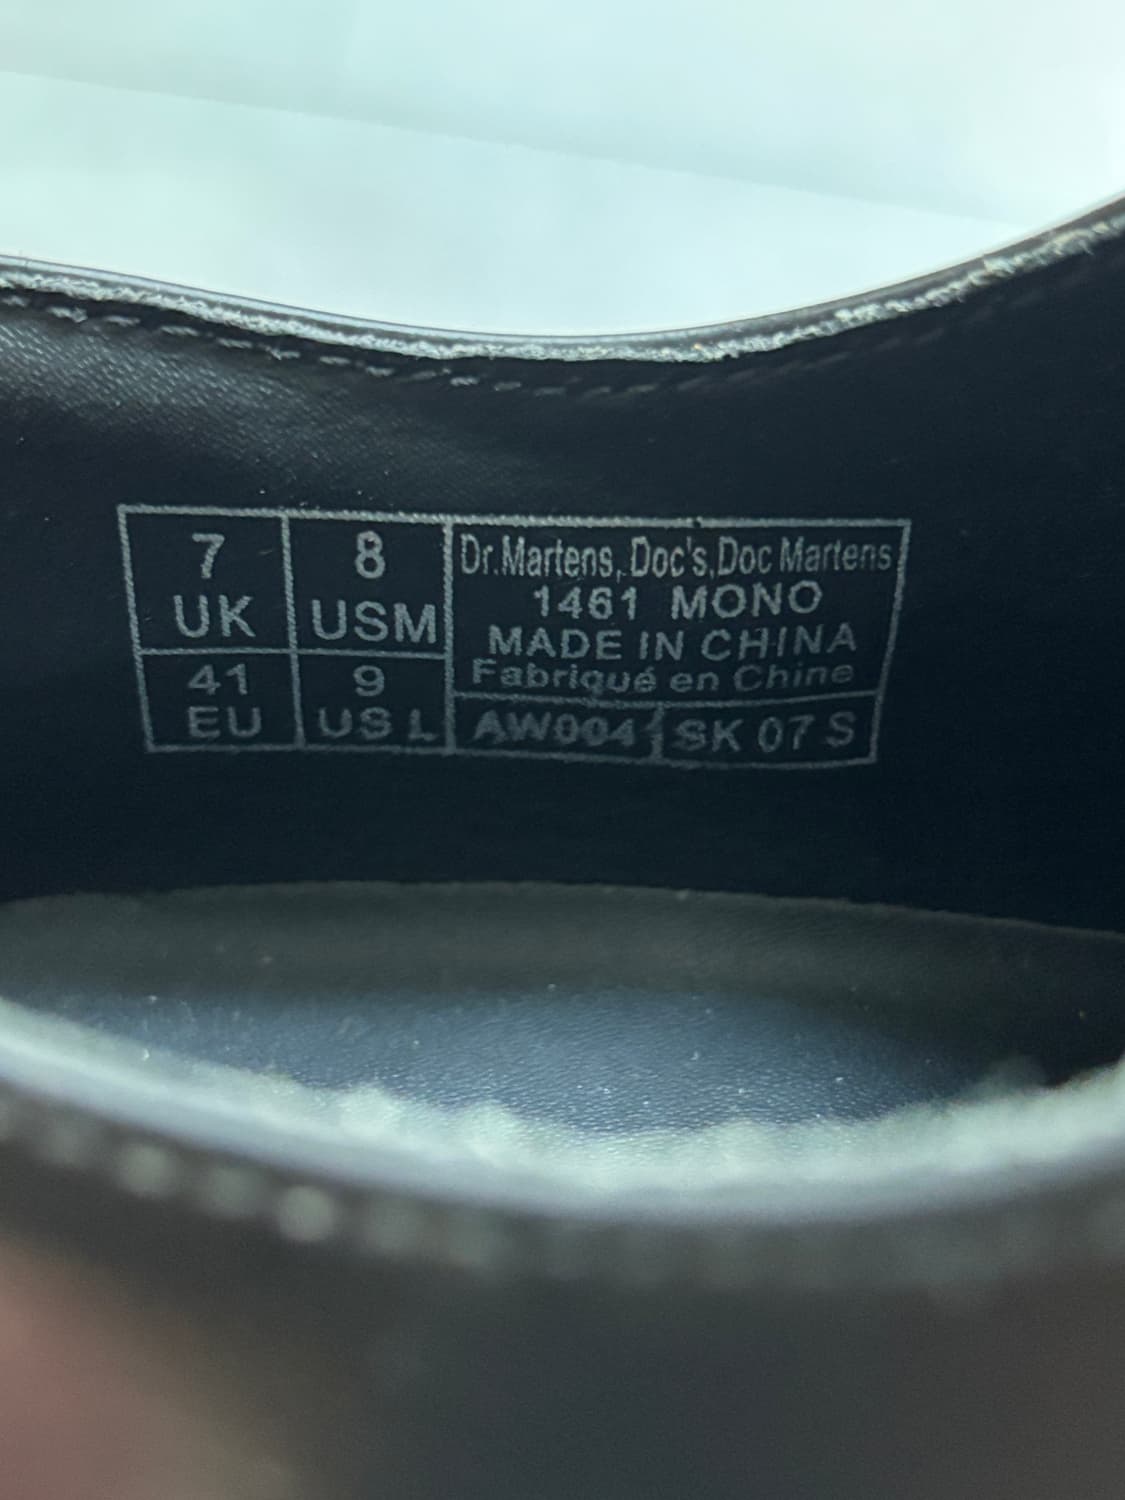 7
UK
8
USM
41
EU
9
US L
Dr.Martens, Doc's, Doc Martens
1461 MONO
MADE IN CHINA
Fabriqué en Chine
AW004
SK 07 S